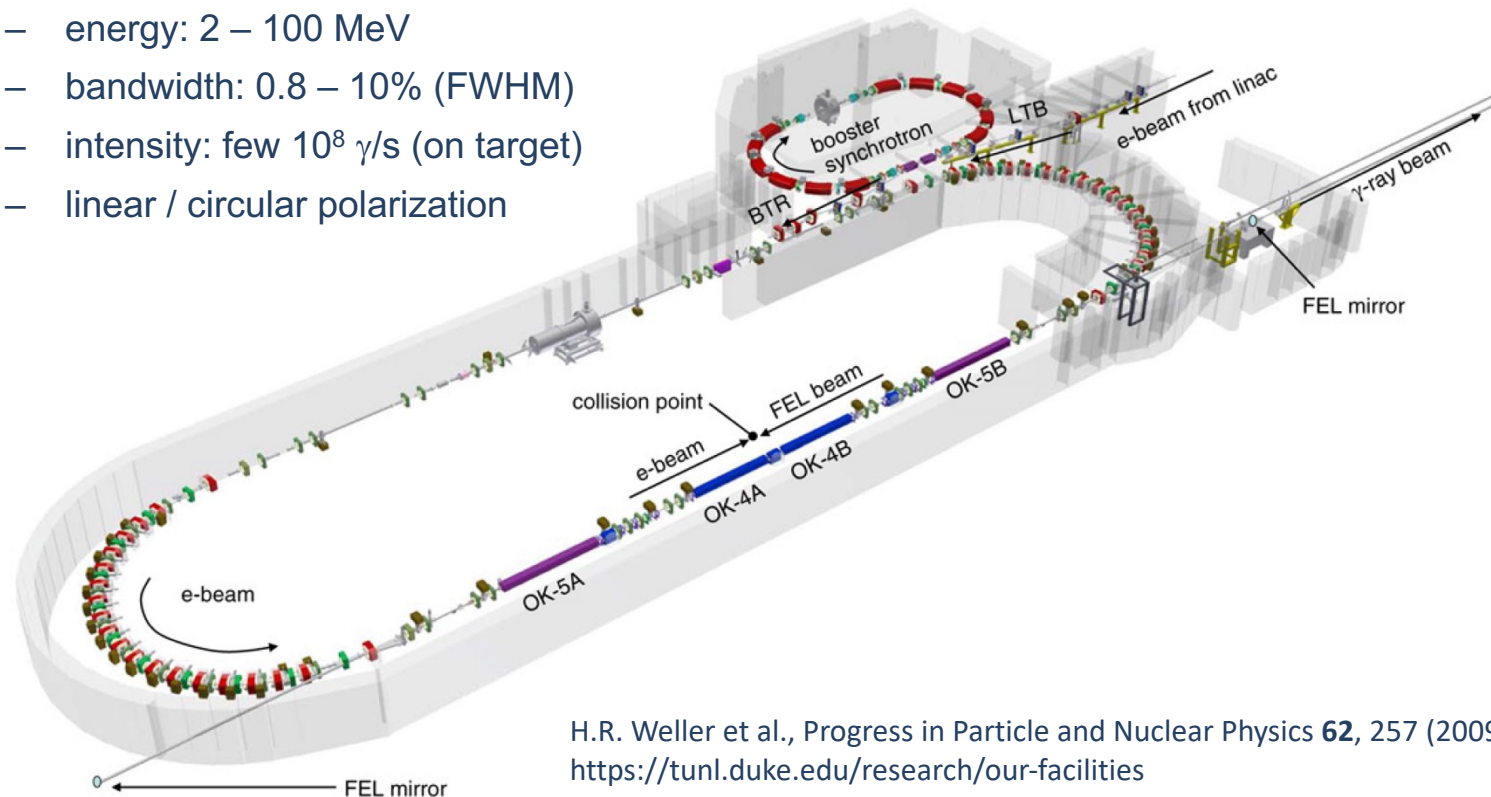 – energy: 2 – 100 MeV
– bandwidth: 0.8 – 10% (FWHM)
– intensity: few 10⁸ γ/s (on target)
– linear / circular polarization
booster
synchrotron
LTB
e-beam from linac
BTR
γ-ray beam
FEL mirror
collision point
FEL beam
OK-5B
e-beam
OK-4B
OK-4A
OK-5A
e-beam
FEL mirror
H.R. Weller et al., Progress in Particle and Nuclear Physics 62, 257 (2009
https://tunl.duke.edu/research/our-facilities